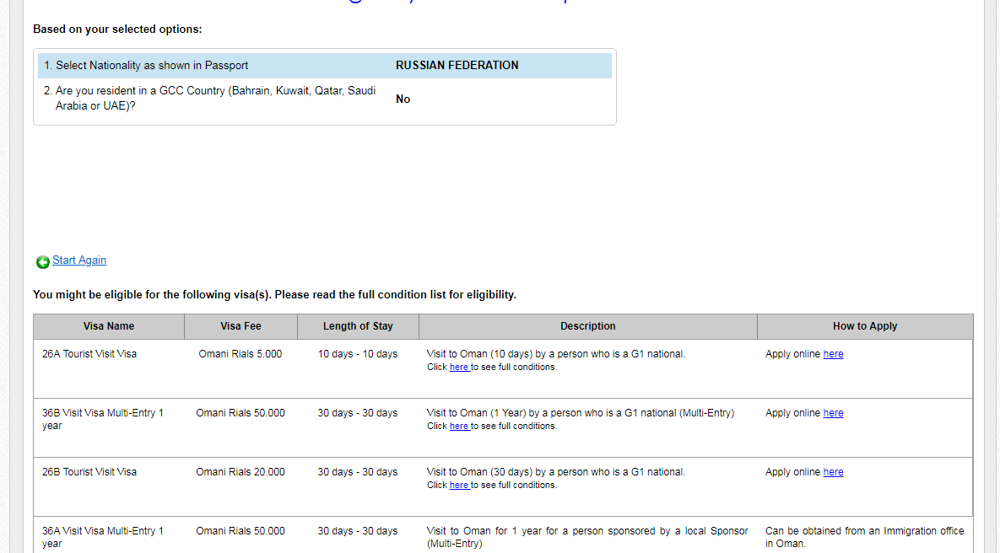 Based on your selected options:
1. Select Nationality as shown in Passport RUSSIAN FEDERATION
2. Are you resident in a GCC Country (Bahrain, Kuwait, Qatar, Saudi
Arabia or UAE)?
No
Start Again
You might be eligible for the following visa(s). Please read the full condition list for eligibility.
Visa Name Visa Fee Length of Stay Description How to Apply
26A Tourist Visit Visa Omani Rials 5.000 10 days - 10 days Visit to Oman (10 days) by a person who is a G1 national. Apply online here
Click here to see full conditions.
36B Visit Visa Multi-Entry 1 Omani Rials 50.000 30 days - 30 days Visit to Oman (1 Year) by a person who is a G1 national (Multi-Entry) Apply online here
year Click here to see full conditions.
26B Tourist Visit Visa Omani Rials 20.000 30 days - 30 days Visit to Oman (30 days) by a person who is a G1 national. Apply online here
Click here to see full conditions.
36A Visit Visa Multi-Entry 1 Omani Rials 50.000 30 days - 30 days Visit to Oman for 1 year for a person sponsored by a local Sponsor Can be obtained from an Immigration office
year (Multi-Entry) in Oman.